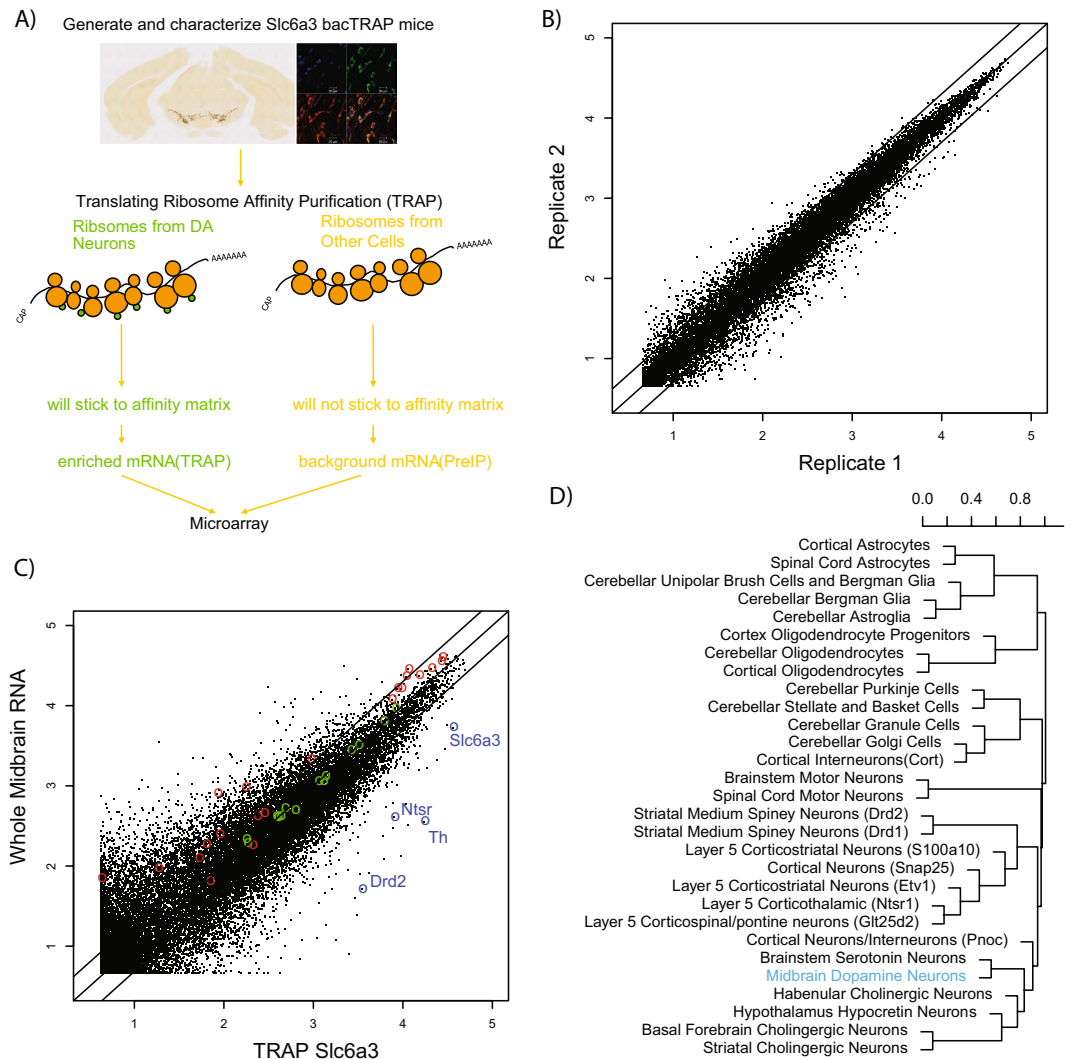 A)
Generate and characterize Slc6a3 bacTRAP mice
Translating Ribosome Affinity Purification (TRAP)
Ribsomes from DA
Neurons
Ribosomes from
Other Cells
AAAAAAA
CAP
AAAAAAA
CAP
will stick to affinity matrix
will not stick to affinity matrix
enriched mRNA(TRAP)
background mRNA(PreIP)
Microarray
B)
Replicate 2
5
4
3
2
1
1
2
3
4
5
Replicate 1
C)
Whole Midbrain RNA
5
4
3
2
1
Slc6a3
Ntsr
Th
Drd2
1
2
3
4
5
TRAP Slc6a3
D)
0.0
0.4
0.8
Cortical Astrocytes
Spinal Cord Astrocytes
Cerebellar Unipolar Brush Cells and Bergman Glia
Cerebellar Bergman Glia
Cerebellar Astroglia
Cortex Oligodendrocyte Progenitors
Cerebellar Oligodendrocytes
Cortical Oligodendrocytes
Cerebellar Purkinje Cells
Cerebellar Stellate and Basket Cells
Cerebellar Granule Cells
Cerebellar Golgi Cells
Cortical Interneurons(Cort)
Brainstem Motor Neurons
Spinal Cord Motor Neurons
Striatal Medium Spiney Neurons (Drd2)
Striatal Medium Spiney Neurons (Drd1)
Layer 5 Corticostriatal Neurons (S100a10)
Cortical Neurons (Snap25)
Layer 5 Corticostriatal Neurons (Etv1)
Layer 5 Corticothalamic (Ntsr1)
Layer 5 Corticospinal/pontine neurons (Glt25d2)
Cortical Neurons/Interneurons (Pnoc)
Brainstem Serotonin Neurons
Midbrain Dopamine Neurons
Habenular Cholinergic Neurons
Hypothalamus Hypocretin Neurons
Basal Forebrain Cholingergic Neurons
Striatal Cholingergic Neurons